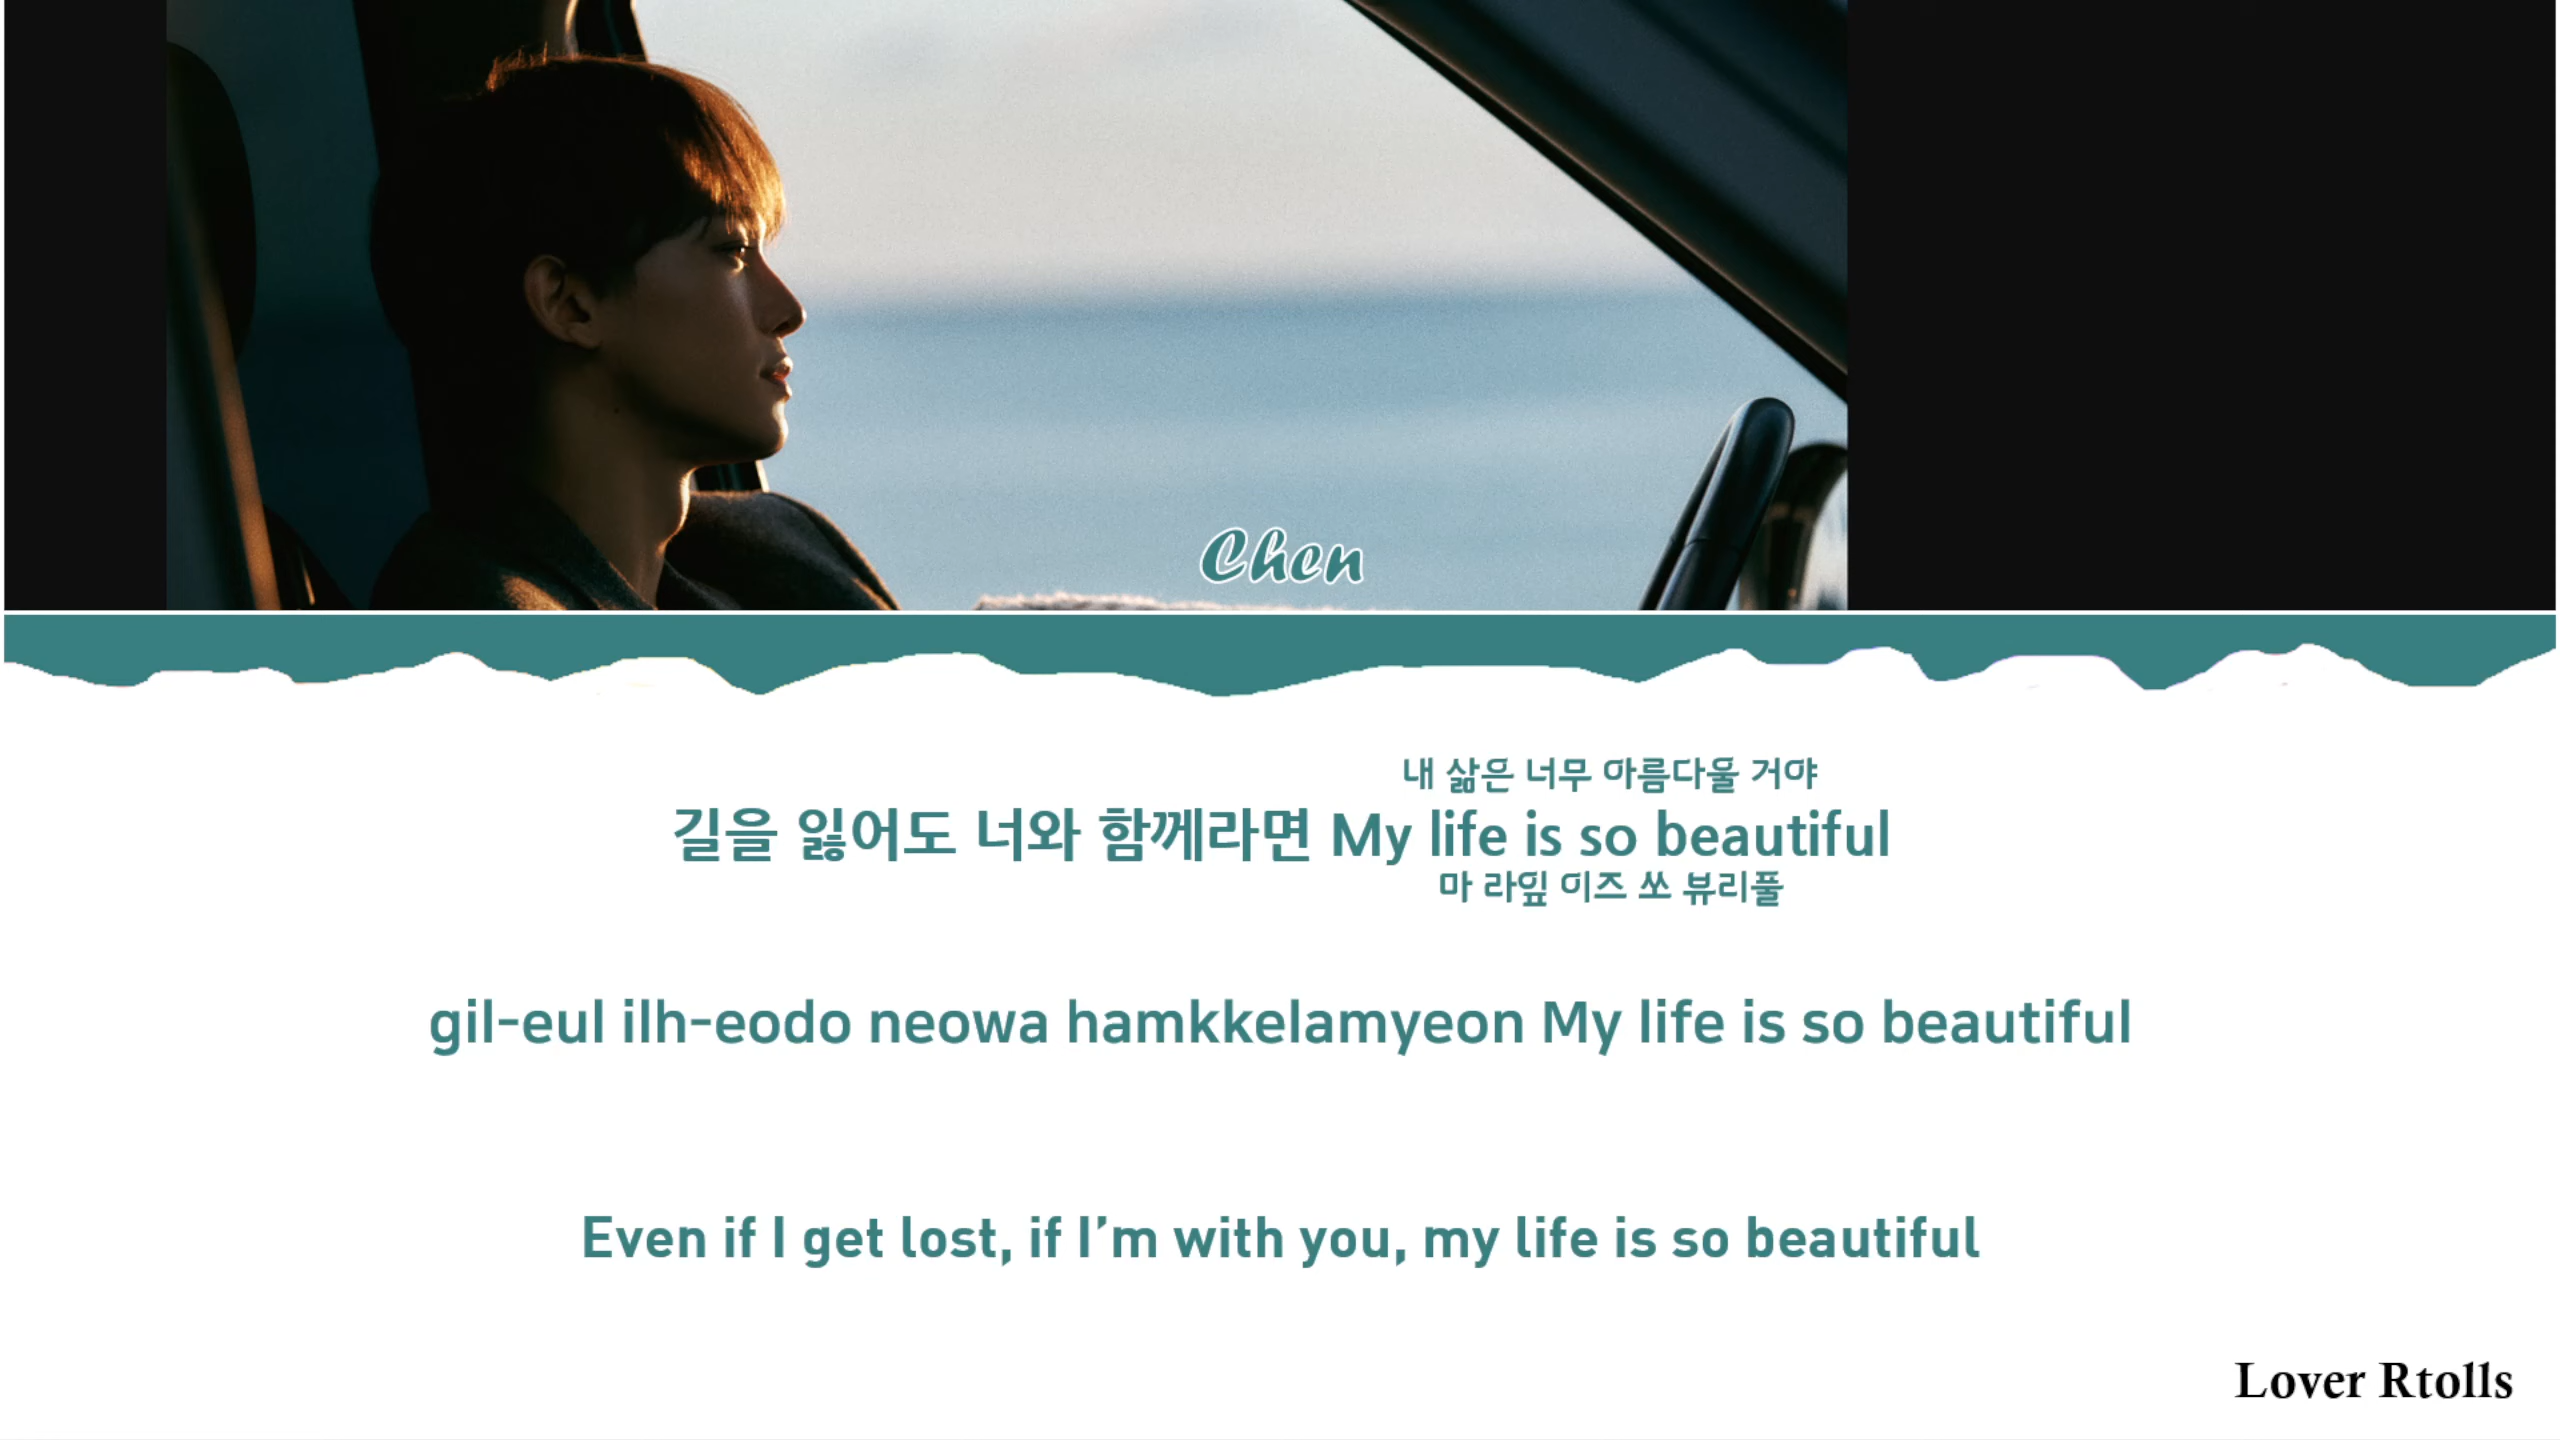 Chen
내 삶은 너무 아름다울 거야
길을 잃어도 너와 함께라면 My life is so beautiful
마 라잎 이즈 쏘 뷰리풀
gil-eul ilh-eodo neowa hamkkelamyeon My life is so beautiful
Even if I get lost, if I’m with you, my life is so beautiful
Lover Rtolls